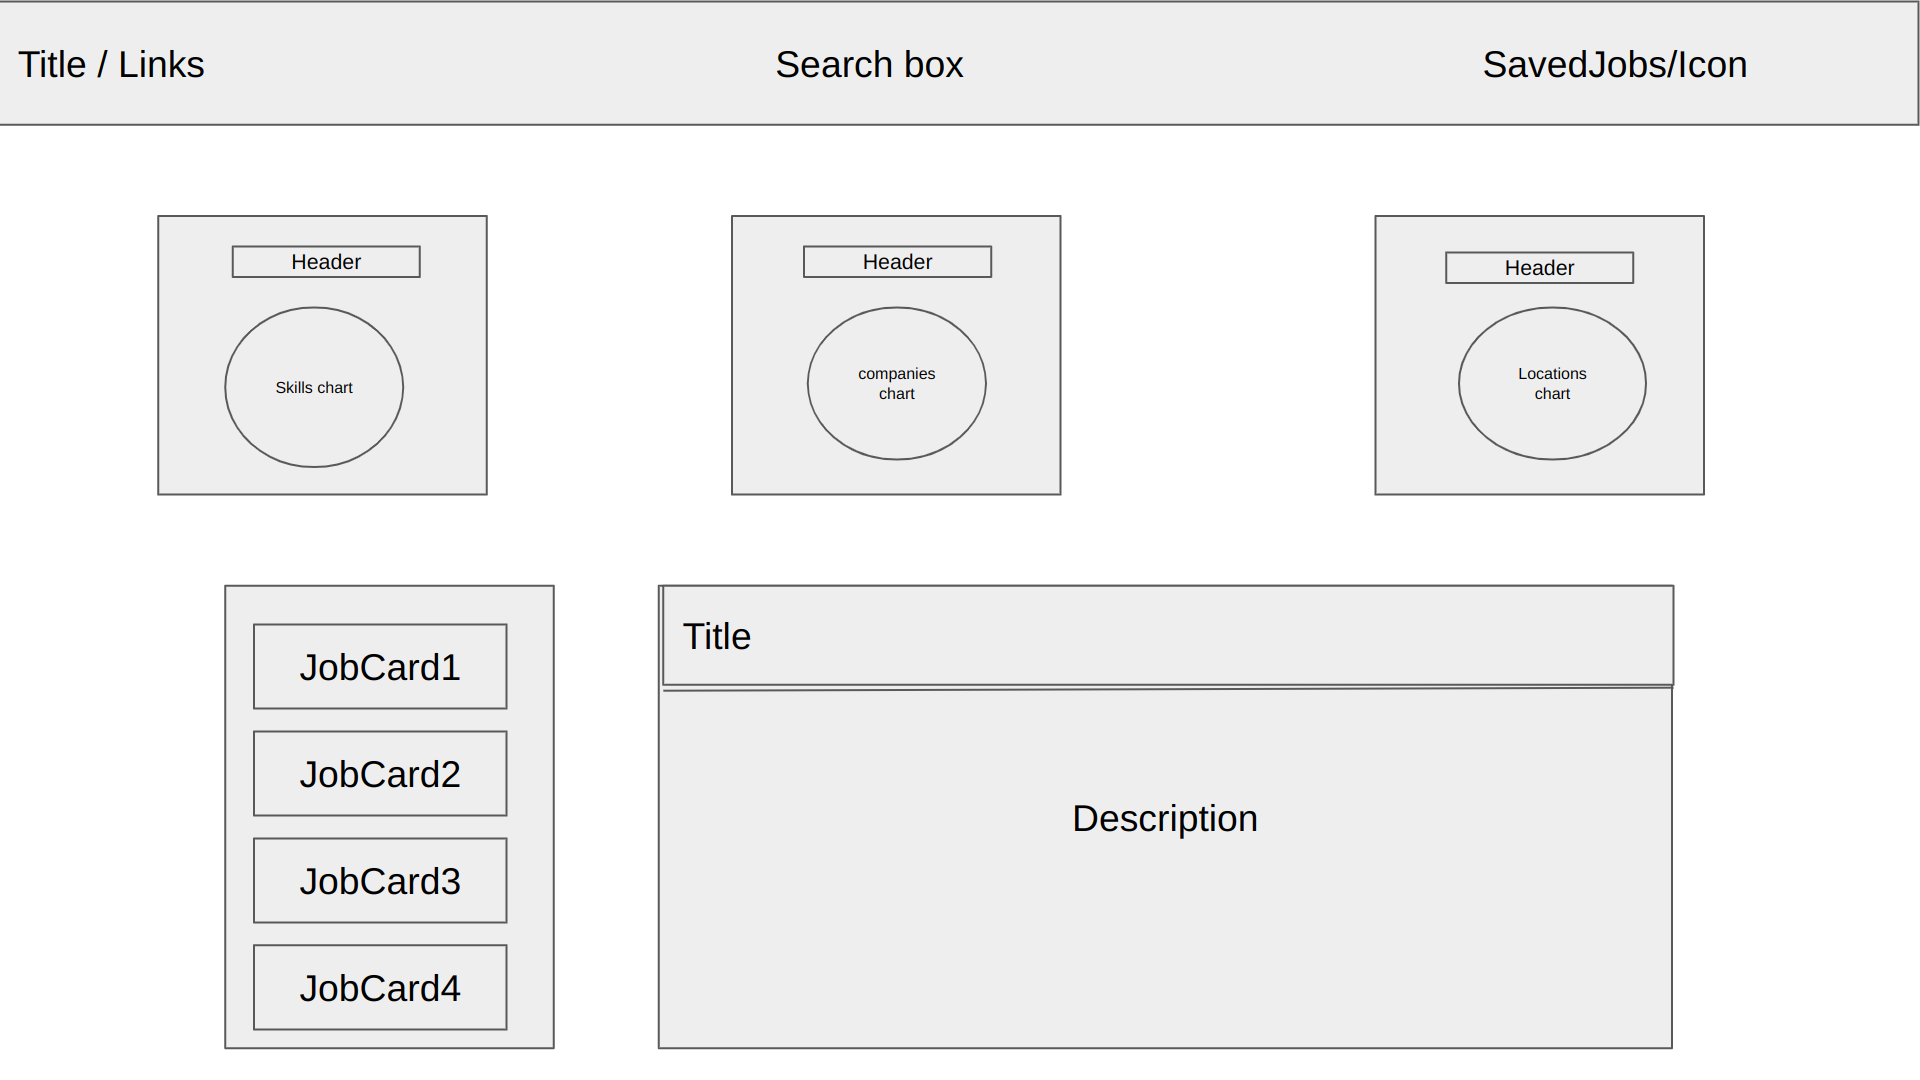 Title / Links
Search box
SavedJobs/Icon
Header
Skills chart
Header
companies
chart
Header
Locations
chart
JobCard1
JobCard2
JobCard3
JobCard4
Title
Description